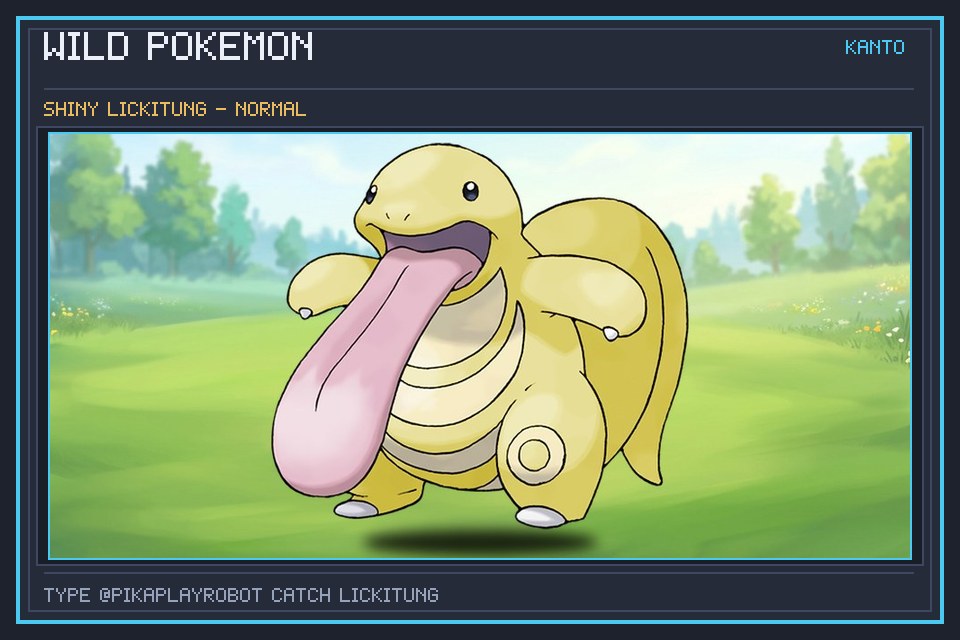 WILD POKEMON
KANTO
SHINY LICKITUNG - NORMAL
TYPE @PIKAPLAYROBOT CATCH LICKITUNG